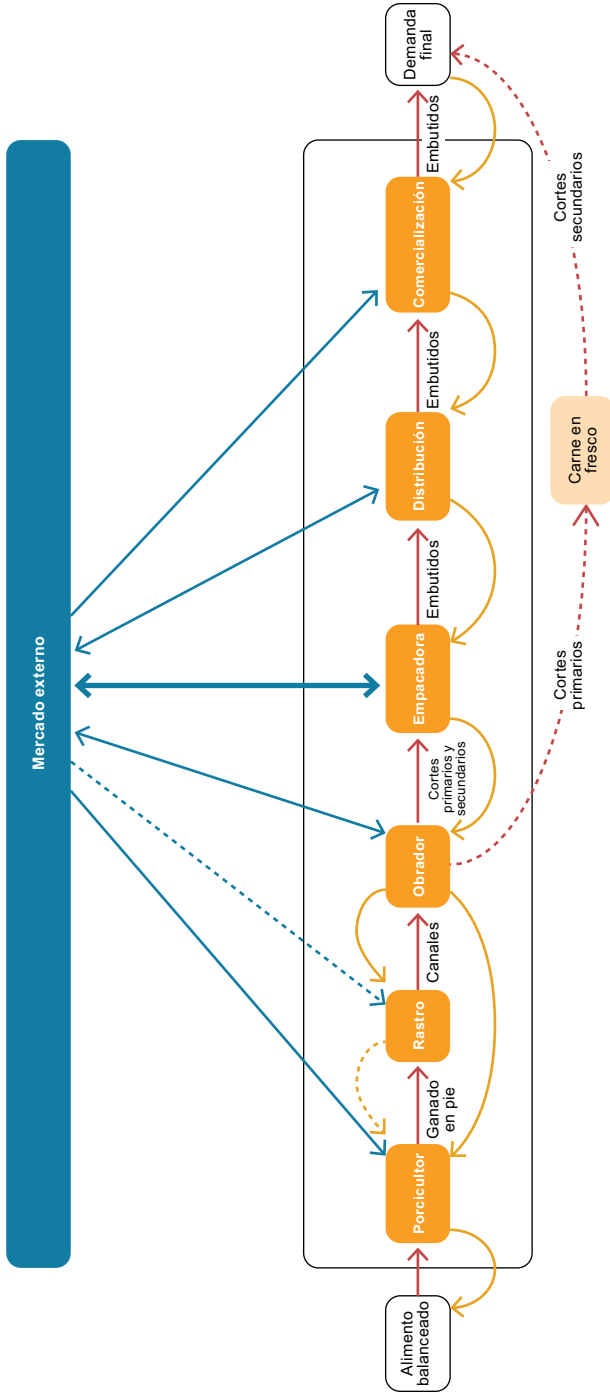 Mercado externo
Alimento
balanceado
Porcicultor
Ganado
en pie
Rastro
Canales
Obrador
Cortes
primarios y
secundarios
Empacadora
Embutidos
Distribución
Embutidos
Comercialización
Embutidos
Demanda
final
Cortes
primarios
Carne en
fresco
Cortes
secundarios